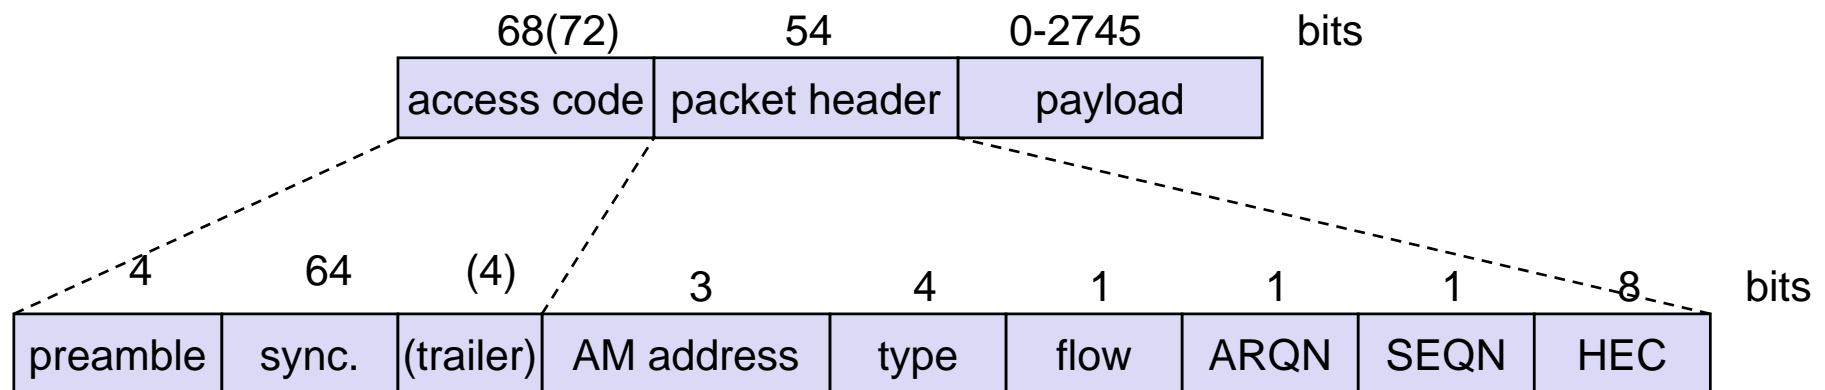 68(72) 54 0-2745 bits
access code packet header payload
4 64 (4) 3 4 1 1 1 8 bits
preamble sync. (trailer) AM address type flow ARQN SEQN HEC